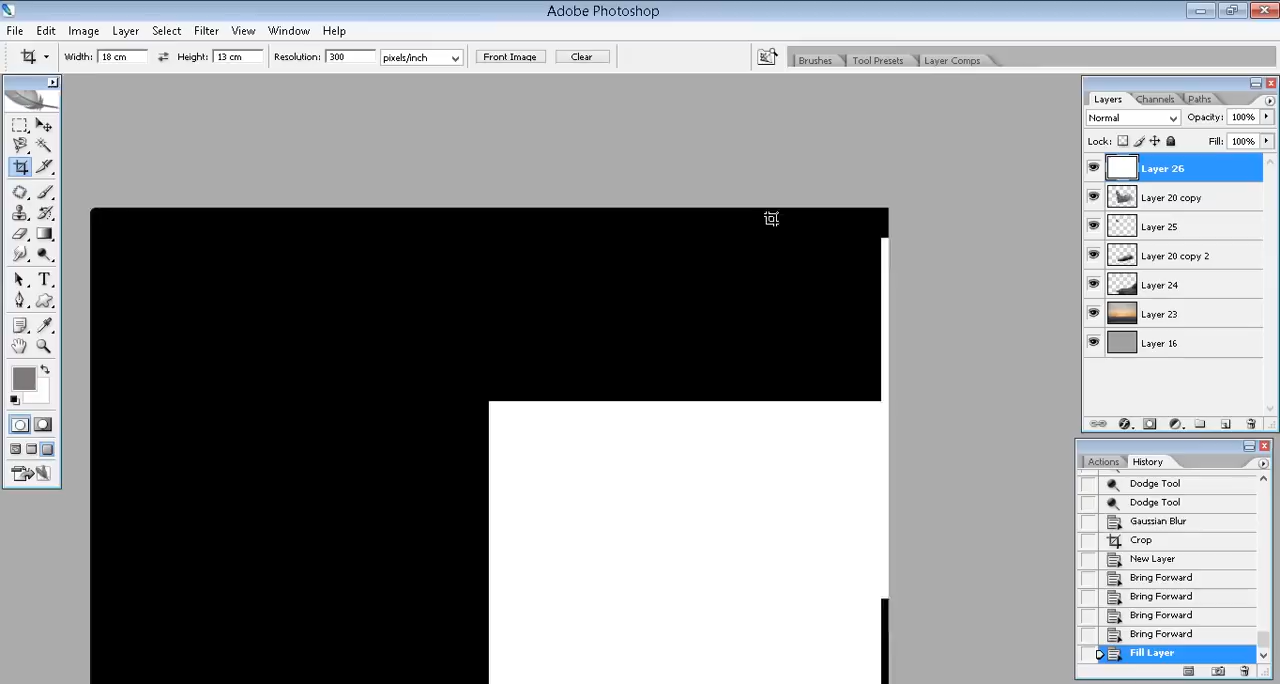 Adobe Photoshop
File Edit Image Layer Select Filter View Window Help
Width: 18 cm Height: 13 cm Resolution: 300 pixels/inch Front Image Clear Brushes Tool Presets Layer Comps
Layers Channels Paths
Normal Opacity: 100%
Lock: Fill: 100%
Layer 26
Layer 20 copy
Layer 25
Layer 20 copy 2
Layer 24
Layer 23
Layer 16
Actions History
Dodge Tool
Dodge Tool
Gaussian Blur
Crop
New Layer
Bring Forward
Bring Forward
Bring Forward
Bring Forward
Fill Layer